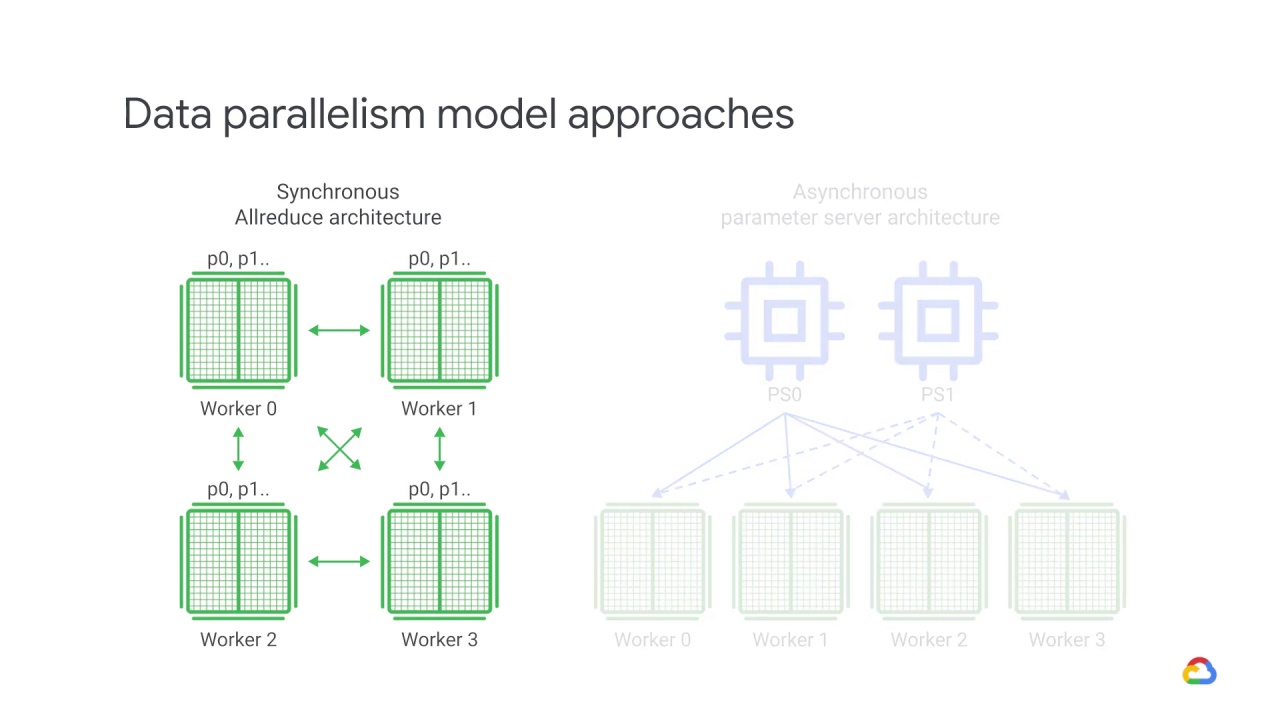 Data parallelism model approaches
Synchronous
Allreduce architecture
p0, p1..
p0, p1..
Worker 0
Worker 1
p0, p1..
p0, p1..
Worker 2
Worker 3
Asynchronous
parameter server architecture
PS0
PS1
Worker 0
Worker 1
Worker 2
Worker 3